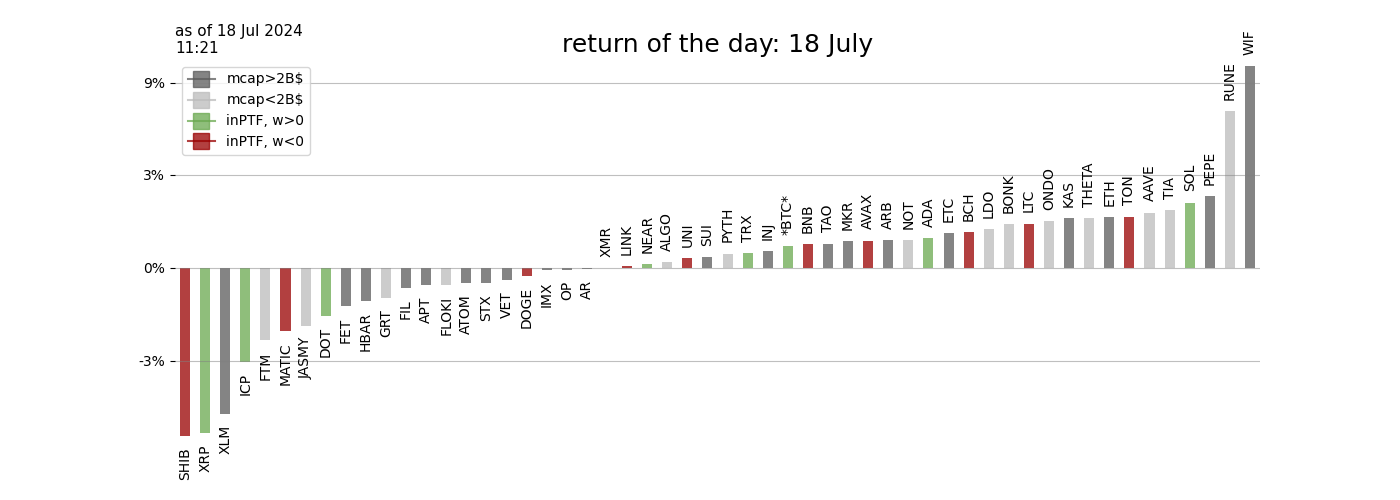 as of 18 Jul 2024
11:21
return of the day: 18 July
mcap>2B$
mcap<2B$
inPTF, w>0
inPTF, w<0
9%
3%
0%
-3%
SHIB
XRP
XLM
ICP
FTM
MATIC
JASMY
DOT
FET
HBAR
GRT
FIL
APT
FLOKI
ATOM
STX
VET
DOGE
IMX
OP
AR
XMR
LINK
NEAR
ALGO
UNI
SUI
PYTH
TRX
INJ
*BTC*
BNB
TAO
MKR
AVAX
ARB
NOT
ADA
ETC
BCH
LDO
BONK
LTC
ONDO
KAS
THETA
ETH
TON
AAVE
TIA
SOL
PEPE
RUNE
WIF